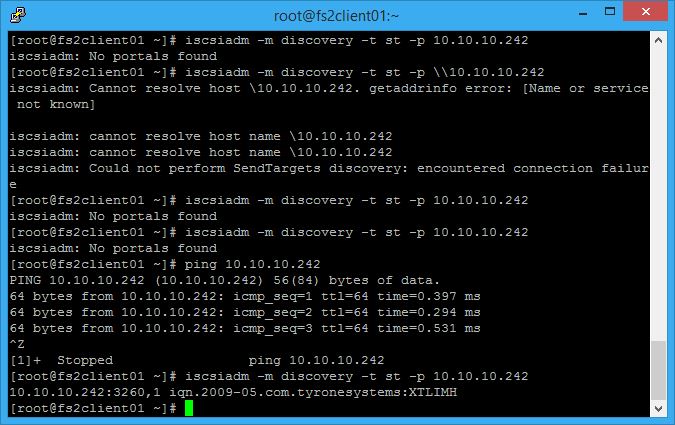 root@fs2client01:~
[root@fs2client01 ~]# iscsiadm -m discovery -t st -p 10.10.10.242
iscsiadm: No portals found
[root@fs2client01 ~]# iscsiadm -m discovery -t st -p \\10.10.10.242
iscsiadm: Cannot resolve host \10.10.10.242. getaddrinfo error: [Name or service
 not known]
iscsiadm: cannot resolve host name \10.10.10.242
iscsiadm: cannot resolve host name \10.10.10.242
iscsiadm: Could not perform SendTargets discovery: encountered connection failur
e
[root@fs2client01 ~]# iscsiadm -m discovery -t st -p 10.10.10.242
iscsiadm: No portals found
[root@fs2client01 ~]# iscsiadm -m discovery -t st -p 10.10.10.242
iscsiadm: No portals found
[root@fs2client01 ~]# ping 10.10.10.242
PING 10.10.10.242 (10.10.10.242) 56(84) bytes of data.
64 bytes from 10.10.10.242: icmp_seq=1 ttl=64 time=0.397 ms
64 bytes from 10.10.10.242: icmp_seq=2 ttl=64 time=0.294 ms
64 bytes from 10.10.10.242: icmp_seq=3 ttl=64 time=0.531 ms
^Z
[1]+  Stopped                 ping 10.10.10.242
[root@fs2client01 ~]# iscsiadm -m discovery -t st -p 10.10.10.242
10.10.10.242:3260,1 iqn.2009-05.com.tyronesystems:XTLIMH
[root@fs2client01 ~]#